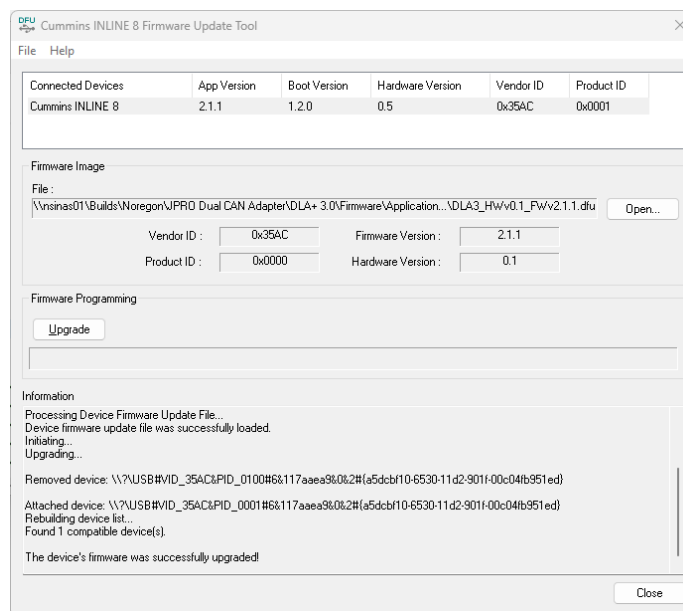 DFU Cummins INLINE 8 Firmware Update Tool
File Help
Connected Devices App Version Boot Version Hardware Version Vendor ID Product ID
Cummins INLINE 8 2.1.1 1.2.0 0.5 0x35AC 0x0001
Firmware Image
File :
\\nsinas01\Builds\Noregon\JPRO Dual CAN Adapter\DLA+ 3.0\Firmware\Application...\DLA3_HWv0.1_FWv2.1.1.dfu Open...
Vendor ID : 0x35AC Firmware Version : 2.1.1
Product ID : 0x0000 Hardware Version : 0.1
Firmware Programming
Upgrade
Information
Processing Device Firmware Update File...
Device firmware update file was successfully loaded.
Initiating...
Upgrading...
Removed device: \\?\USB#VID_35AC&PID_0100#6&117aaea9&0&2#{a5dcbf10-6530-11d2-901f-00c04fb951ed}
Attached device: \\?\USB#VID_35AC&PID_0001#6&117aaea9&0&2#{a5dcbf10-6530-11d2-901f-00c04fb951ed}
Rebuilding device list...
Found 1 compatible device(s).
The device's firmware was successfully upgraded!
Close